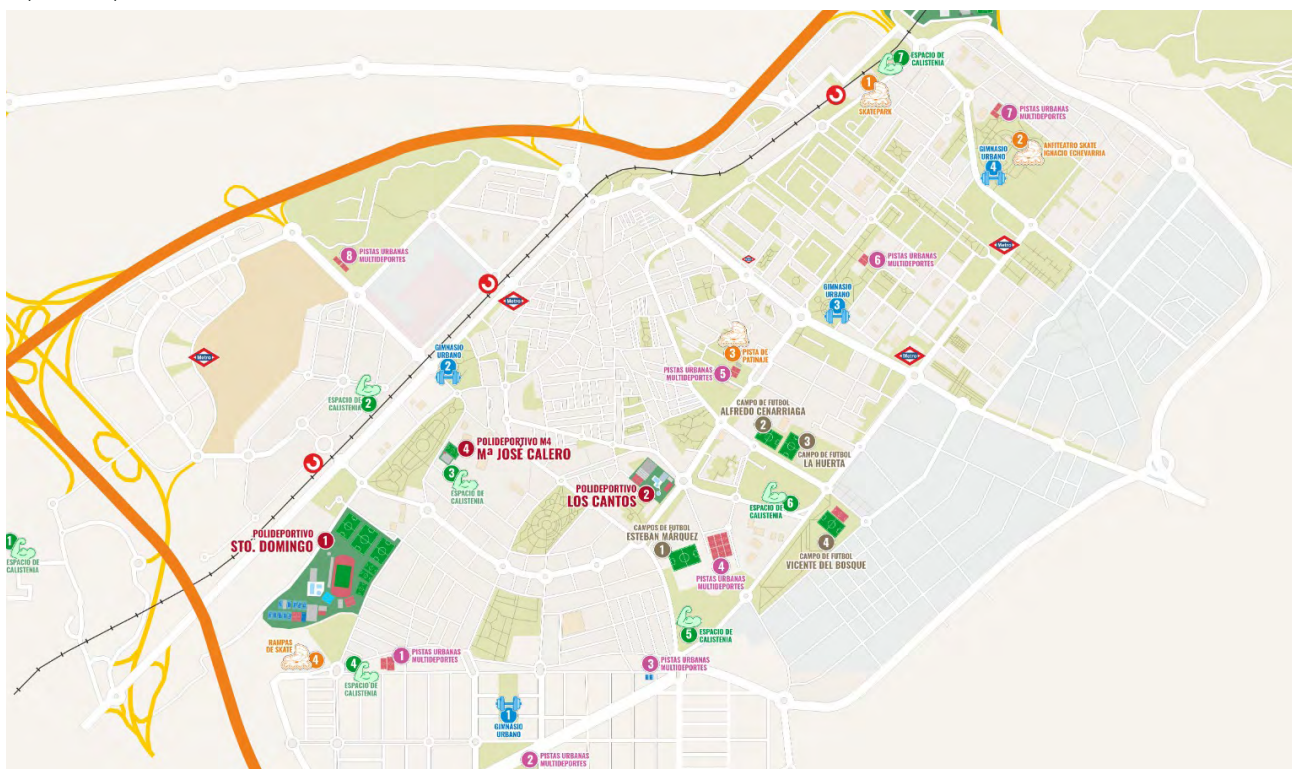 7
ESPACIO DE
CALISTENIA
1
SKATEPARK
7
PISTAS URBANAS
MULTIDEPORTES
2
ANFITEATRO SKATE
IGNACIO ECHEVARRIA
GIMNASIO
URBANO
4
8
PISTAS URBANAS
MULTIDEPORTES
6
PISTAS URBANAS
MULTIDEPORTES
Metro
Metro
Metro
GIMNASIO
URBANO
3
Metro
Metro
GIMNASIO
URBANO
2
3
PISTA DE
PATINAJE
PISTAS URBANAS
MULTIDEPORTES
5
ESPACIO DE
CALISTENIA
2
CAMPO DE FUTBOL
ALFREDO CENARRIAGA
2
3
CAMPO DE FUTBOL
LA HUERTA
4
POLIDEPORTIVO M4
Mª JOSÉ CALERO
3
ESPACIO DE
CALISTENIA
POLIDEPORTIVO
LOS CANTOS
2
6
ESPACIO DE
CALISTENIA
POLIDEPORTIVO
STO. DOMINGO
1
CAMPOS DE FUTBOL
ESTEBAN MÁRQUEZ
1
4
PISTAS URBANAS
MULTIDEPORTES
4
CAMPO DE FUTBOL
VICENTE DEL BOSQUE
1
ESPACIO DE
CALISTENIA
5
ESPACIO DE
CALISTENIA
RAMPAS
DE SKATE
4
4
ESPACIO DE
CALISTENIA
1
PISTAS URBANAS
MULTIDEPORTES
3
PISTAS URBANAS
MULTIDEPORTES
1
GIMNASIO
URBANO
2
PISTAS URBANAS
MULTIDEPORTES